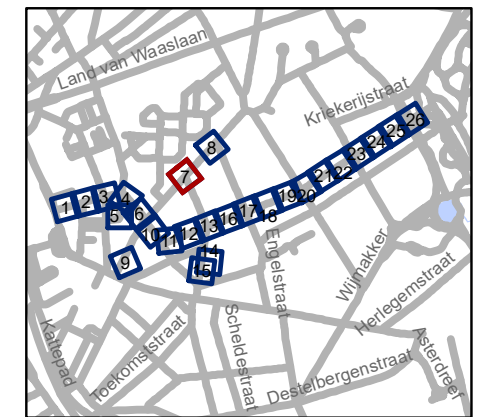 Land van Waaslaan
Kriekerijstraat
8
7
26
25
24
23
22
21
20
19
18
17
16
13
12
11
10
6
5
4
3
2
1
9
14
15
Engelstraat
Wijmakker
Herlegemstraat
Kattepad
Toekomststraat
Scheldestraat
Destelbergenstraat
Asterdreef